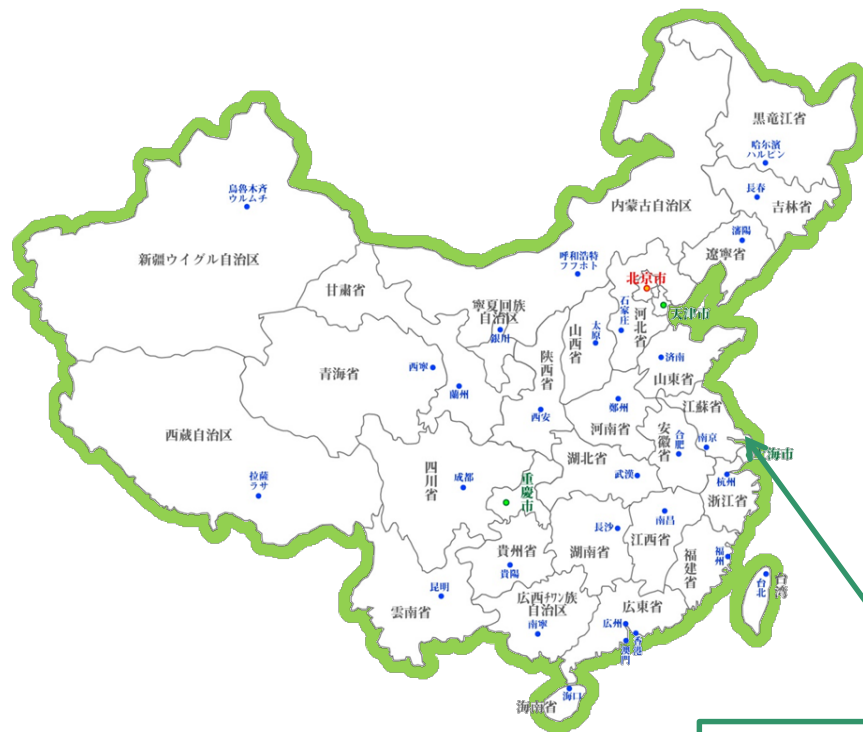 黒竜江省
哈尔濱
ハルビン
長春
吉林省
烏魯木斉
ウルムチ
内蒙古自治区
瀋陽
遼寧省
新疆ウイグル自治区
呼和浩特
フフホト
北京市
甘粛省
寧夏回族
自治区
銀川
天津市
石家庄
河北省
山西省
太原
済南
山東省
陝西省
青海省
西寧
蘭州
西安
鄭州
河南省
江蘇省
安徽省
合肥
南京
海市
西蔵自治区
拉薩
ラサ
四川省
成都
重慶市
湖北省
武漢
杭州
浙江省
長沙
湖南省
南昌
江西省
福建省
福州
貴州省
貴陽
台北
台湾
昆明
雲南省
広西チワン族
自治区
南寧
広東省
広州
香港
澳門
海口
海南省